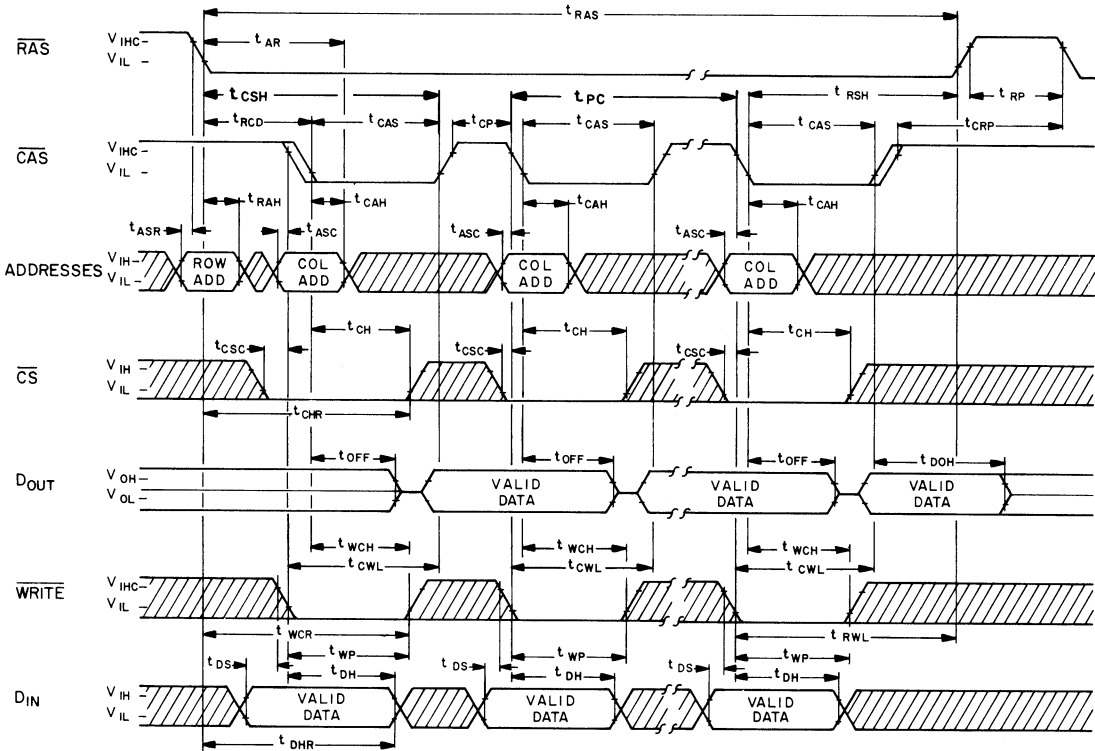 t RAS
RAS
V IHC
V IL
t AR
t CSH
t PC
t RSH
t RP
t RCD
t CAS
t CP
t CAS
t CAS
t CRP
CAS
V IHC
V IL
t RAH
t CAH
t CAH
t CAH
t ASR
t ASC
t ASC
t ASC
ADDRESSES
V IH
V IL
ROW ADD
COL ADD
COL ADD
COL ADD
t CH
t CH
t CH
t CSC
t CSC
t CSC
CS
V IH
V IL
t CHR
t OFF
t OFF
t OFF
t DOH
DOUT
V OH
V OL
VALID DATA
VALID DATA
VALID DATA
t WCH
t WCH
t WCH
t CWL
t CWL
t CWL
WRITE
V IHC
V IL
t WCR
t RWL
t WP
t WP
t WP
t DS
t DS
t DS
t DH
t DH
t DH
DIN
V IH
V IL
VALID DATA
VALID DATA
VALID DATA
t DHR